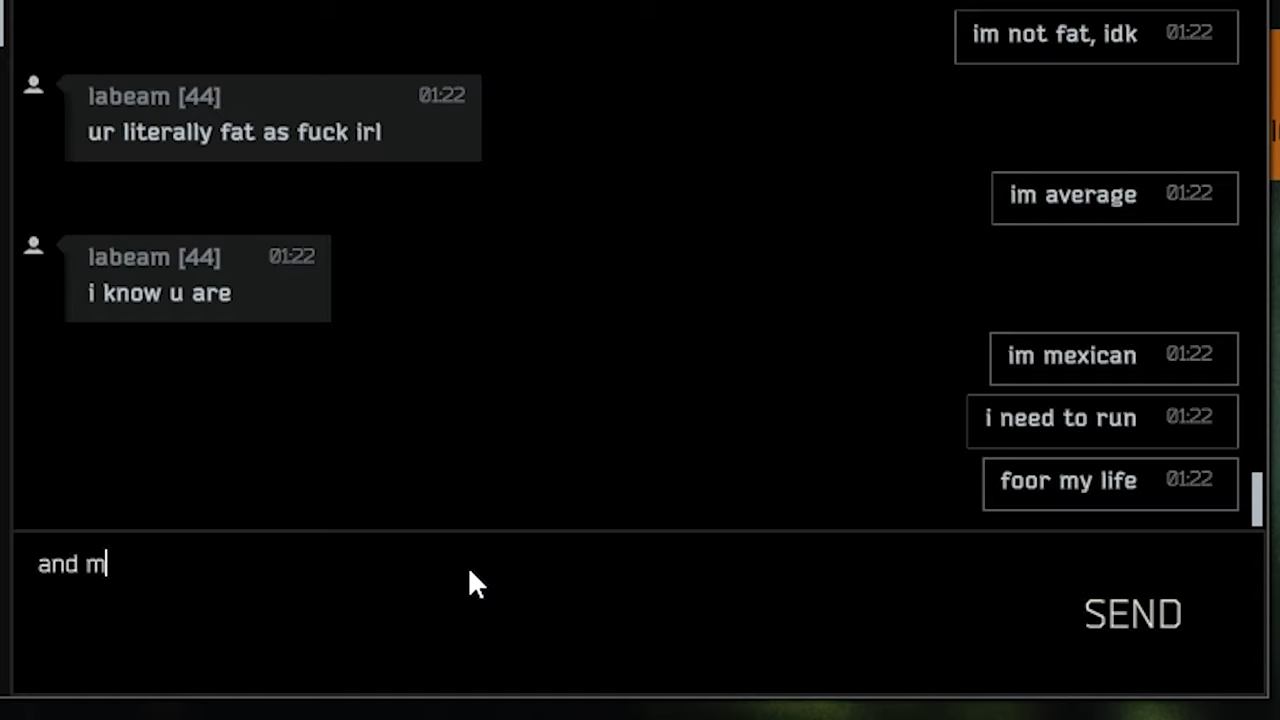 im not fat, idk 01:22
labeam [44] 01:22
ur literally fat as fuck irl
im average 01:22
labeam [44] 01:22
i know u are
im mexican 01:22
i need to run 01:22
foor my life 01:22
and m
SEND